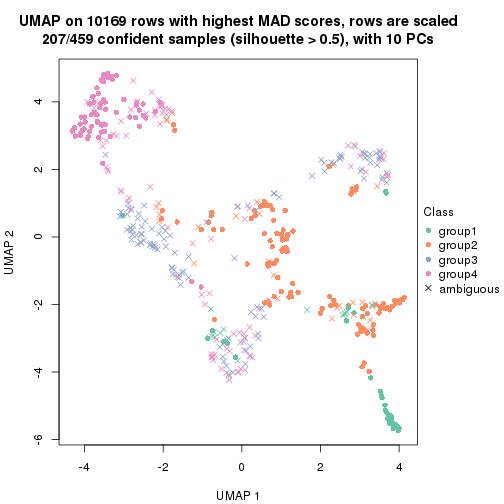 UMAP on 10169 rows with highest MAD scores, rows are scaled
207/459 confident samples (silhouette > 0.5), with 10 PCs
4
2
0
-2
-4
-6
UMAP 2
-4
-2
0
2
4
UMAP 1
Class
group1
group2
group3
group4
ambiguous